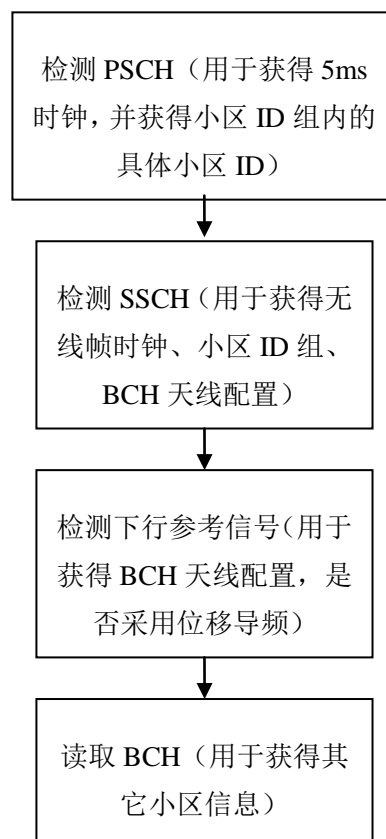 检测 PSCH（用于获得 5ms
时钟，并获得小区 ID 组内的
具体小区 ID）
检测 SSCH（用于获得无
线帧时钟、小区 ID 组、
BCH 天线配置）
检测下行参考信号（用于
获得 BCH 天线配置，是
否采用位移导频）
读取 BCH（用于获得其
它小区信息）